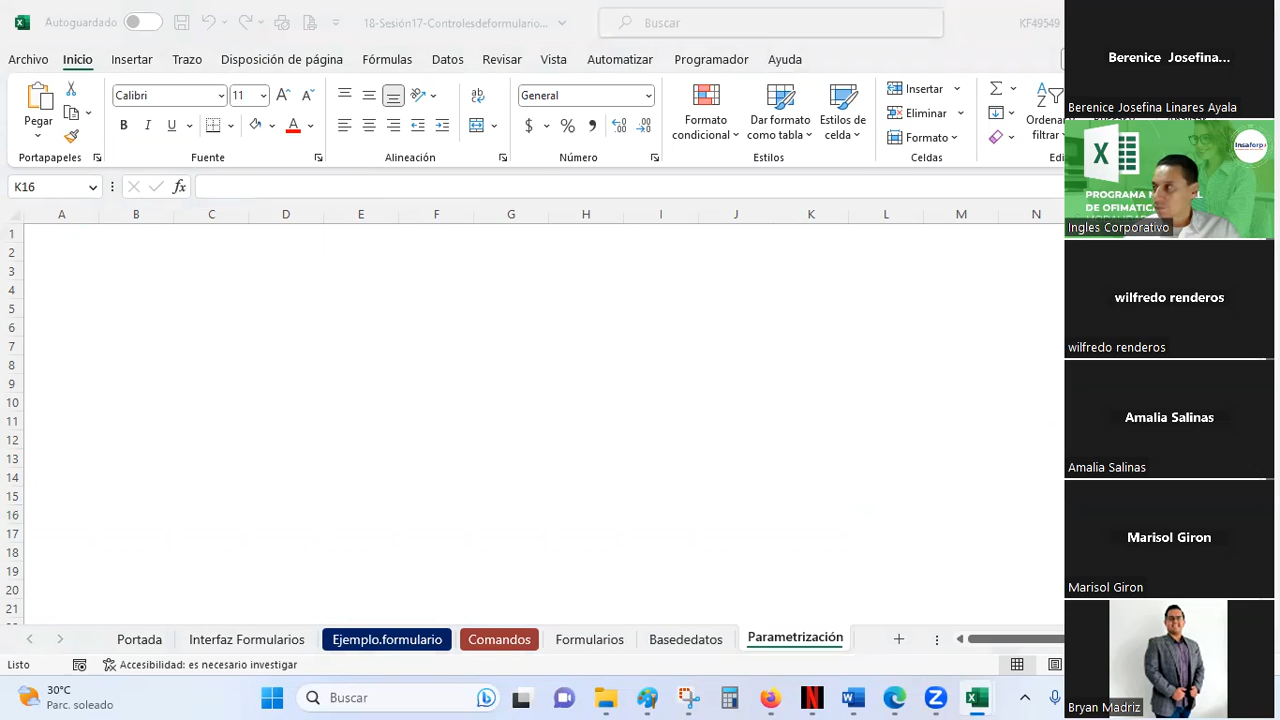 Autoguardado
18-Sesión17-Controlesdeformulario...
Buscar
KF49549
Archivo Inicio Insertar Trazo Disposición de página Fórmulas Datos Revisar Vista Automatizar Programador Ayuda
Pegar
Portapapeles
Calibri 11
N K S
Fuente
Alineación
General
Número
Formato condicional
Dar formato como tabla
Estilos de celda
Estilos
Insertar
Eliminar
Formato
Celdas
Ordenar
filtrar
K16
fx
A B C D E F G H I J K L M N
1
2
3
4
5
6
7
8
9
10
11
12
13
14
15
16
17
18
19
20
21
Portada Interfaz Formularios Ejemplo.formulario Comandos Formularios Basededatos Parametrización
Listo
Accesibilidad: es necesario investigar
30°C
Parc. soleado
Buscar
Berenice Josefina...
Berenice Josefina Linares Ayala
Insaforp
PROGRAMA
DE OFIMATIC
Ingles Corporativo
wilfredo renderos
wilfredo renderos
Amalia Salinas
Amalia Salinas
Marisol Giron
Marisol Giron
Bryan Madriz